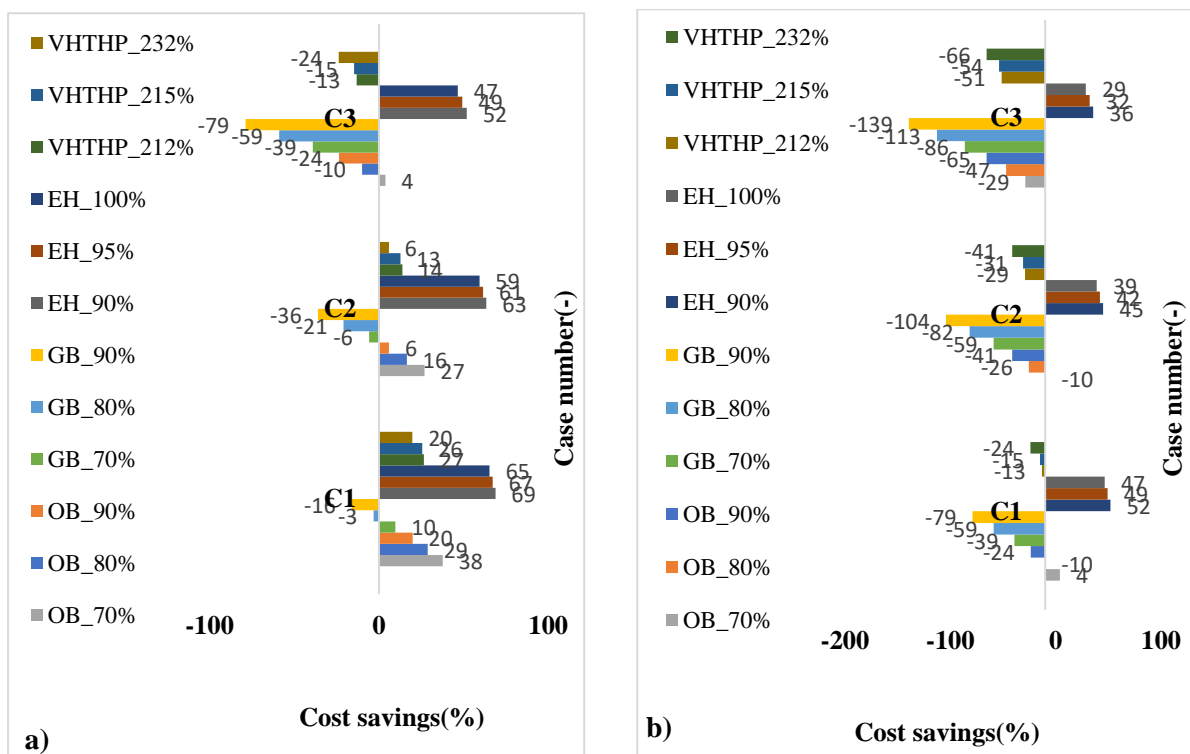 VHTHP_232%
VHTHP_215%
VHTHP_212%
EH_100%
EH_95%
EH_90%
GB_90%
GB_80%
GB_70%
OB_90%
OB_80%
OB_70%
-24
-15
-13
47
49
52
C3
-79
-59
-39
-24
-10
4
6
13
14
59
61
63
C2
-36
-21
-6
6
16
27
20
26
27
65
67
69
C1
-16
-3
10
20
29
38
Case number(-)
-100
0
100
Cost savings(%)
a)
VHTHP_232%
VHTHP_215%
VHTHP_212%
EH_100%
EH_95%
EH_90%
GB_90%
GB_80%
GB_70%
OB_90%
OB_80%
OB_70%
-66
-54
-51
29
32
36
C3
-139
-113
-86
-65
-47
-29
-41
-31
-29
39
42
45
C2
-104
-82
-59
-41
-26
-10
-24
-15
-13
47
49
52
C1
-79
-59
-39
-24
-10
4
Case number(-)
-200
-100
0
100
Cost savings(%)
b)